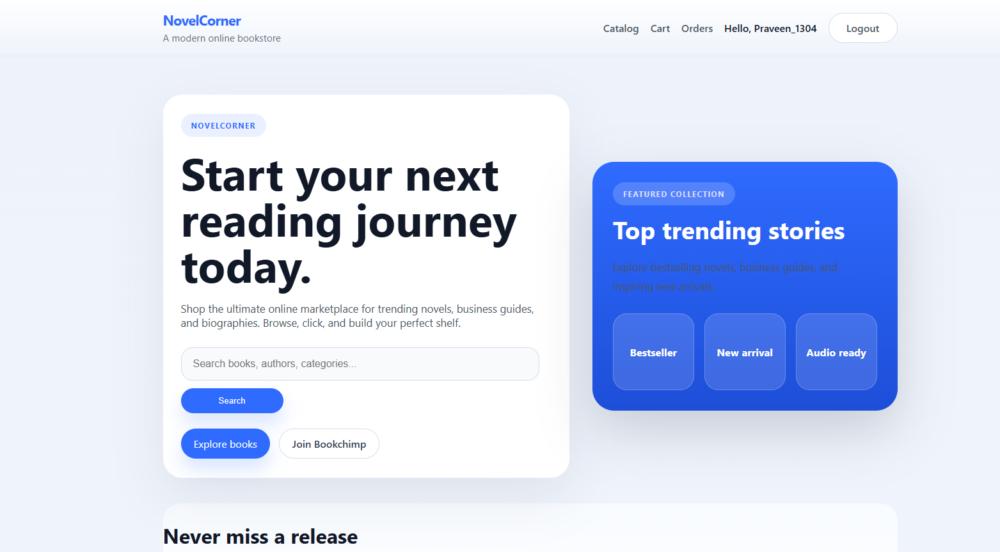 NovelCorner
A modern online bookstore
Catalog Cart Orders Hello, Praveen_1304 Logout
NOVELCORNER
Start your next
reading journey
today.
Shop the ultimate online marketplace for trending novels, business guides,
and biographies. Browse, click, and build your perfect shelf.
Search books, authors, categories...
Search
Explore books Join Bookchimp
FEATURED COLLECTION
Top trending stories
Explore bestselling novels, business guides, and
inspiring new arrivals.
Bestseller New arrival Audio ready
Never miss a release